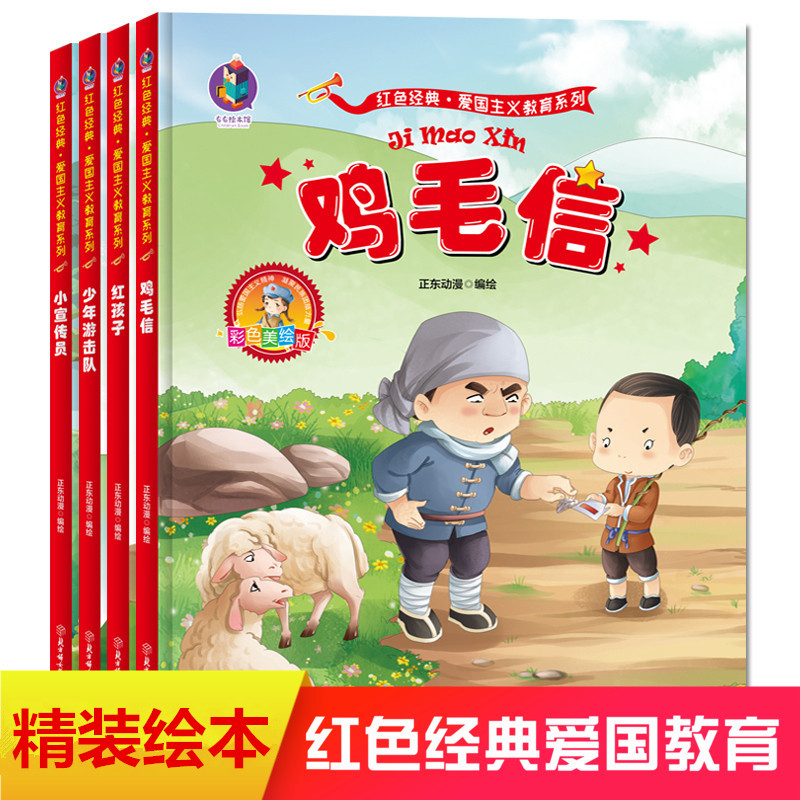 红色经典·爱国主义教育系列
Ji Mao Xin
鸡毛信
正东动漫◎编绘
彩色美绘版
红色经典·爱国主义教育系列
小宣传员
正东动漫◎编绘
红色经典·爱国主义教育系列
少年游击队
正东动漫◎编绘
红色经典·爱国主义教育系列
红孩子
正东动漫◎编绘
红色经典·爱国主义教育系列
鸡毛信
正东动漫◎编绘
精装绘本
红色经典爱国教育